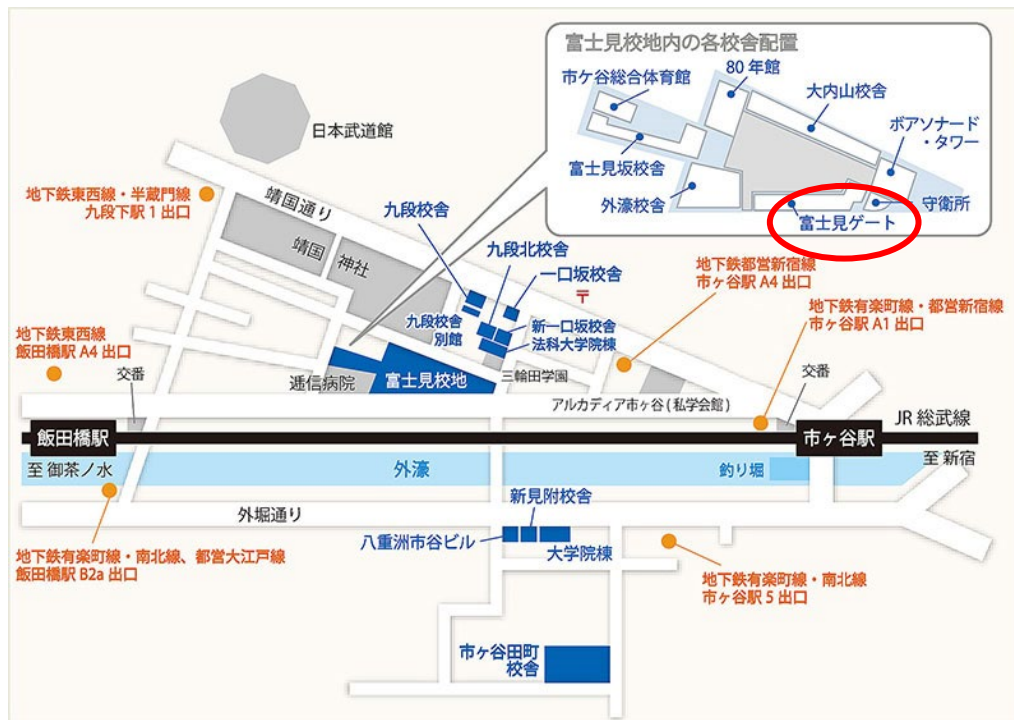 富士見校地内の各校舎配置
80 年館
市ケ谷総合体育館
大内山校舎
ボアソナード
・タワー
富士見坂校舎
外濠校舎
守衛所
富士見ゲート
日本武道館
地下鉄東西線・半蔵門線
九段下駅 1 出口
靖国通り
九段校舎
靖国
神社
九段北校舎
一口坂校舎
〒
地下鉄都営新宿線
市ヶ谷駅 A4 出口
地下鉄有楽町線・都営新宿線
市ヶ谷駅 A1 出口
九段校舎
別館
新一口坂校舎
法科大学院棟
地下鉄東西線
飯田橋駅 A4 出口
交番
逓信病院
富士見校地
三輪田学園
交番
アルカディア市ヶ谷 ( 私学会館 )
JR 総武線
飯田橋駅
市ヶ谷駅
至 御茶ノ水
外濠
釣り堀
至 新宿
新見附校舎
外堀通り
八重洲市谷ビル
大学院棟
地下鉄有楽町線・南北線、都営大江戸線
飯田橋駅 B2a 出口
地下鉄有楽町線・南北線
市ヶ谷駅 5 出口
市ヶ谷田町
校舎